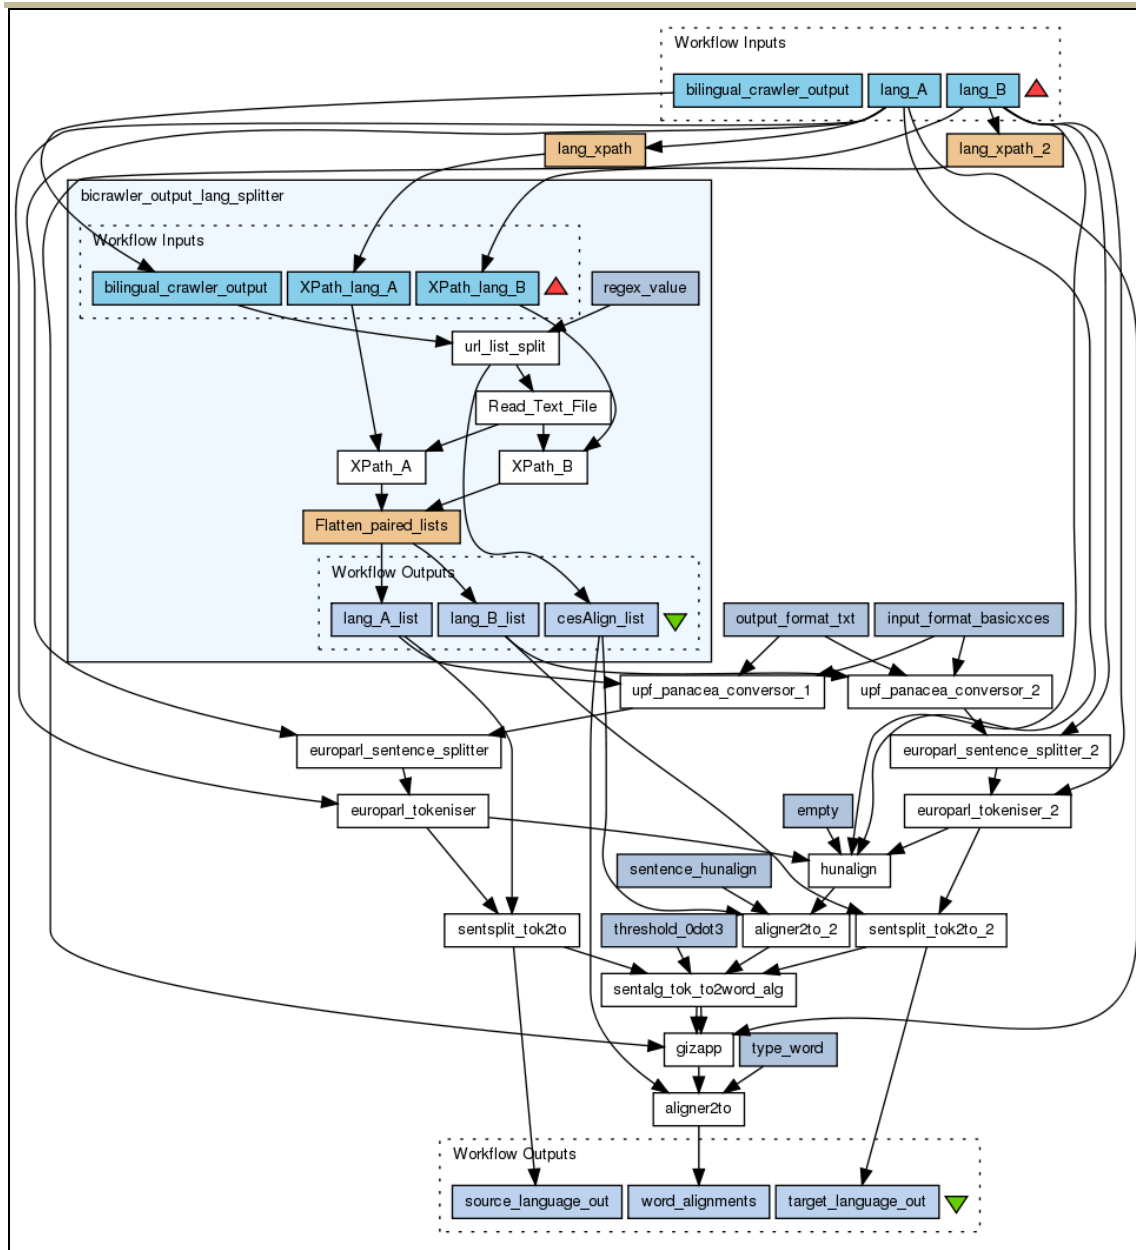 Workflow Inputs
bilingual_crawler_output lang_A lang_B
lang_xpath lang_xpath_2
bicrawler_output_lang_splitter
Workflow Inputs
bilingual_crawler_output XPath_lang_A XPath_lang_B regex_value
url_list_split
Read_Text_File
XPath_A XPath_B
Flatten_paired_lists
Workflow Outputs
lang_A_list lang_B_list cesAlign_list output_format_txt input_format_basicxces
upf_panacea_conversor_1 upf_panacea_conversor_2
europarl_sentence_splitter europarl_sentence_splitter_2
europarl_tokeniser empty europarl_tokeniser_2
sentence_hunalign hunalign
sentsplit_tok2to threshold_0dot3 aligner2to_2 sentsplit_tok2to_2
sentalg_tok_to2word_alg
gizapp type_word
aligner2to
Workflow Outputs
source_language_out word_alignments target_language_out